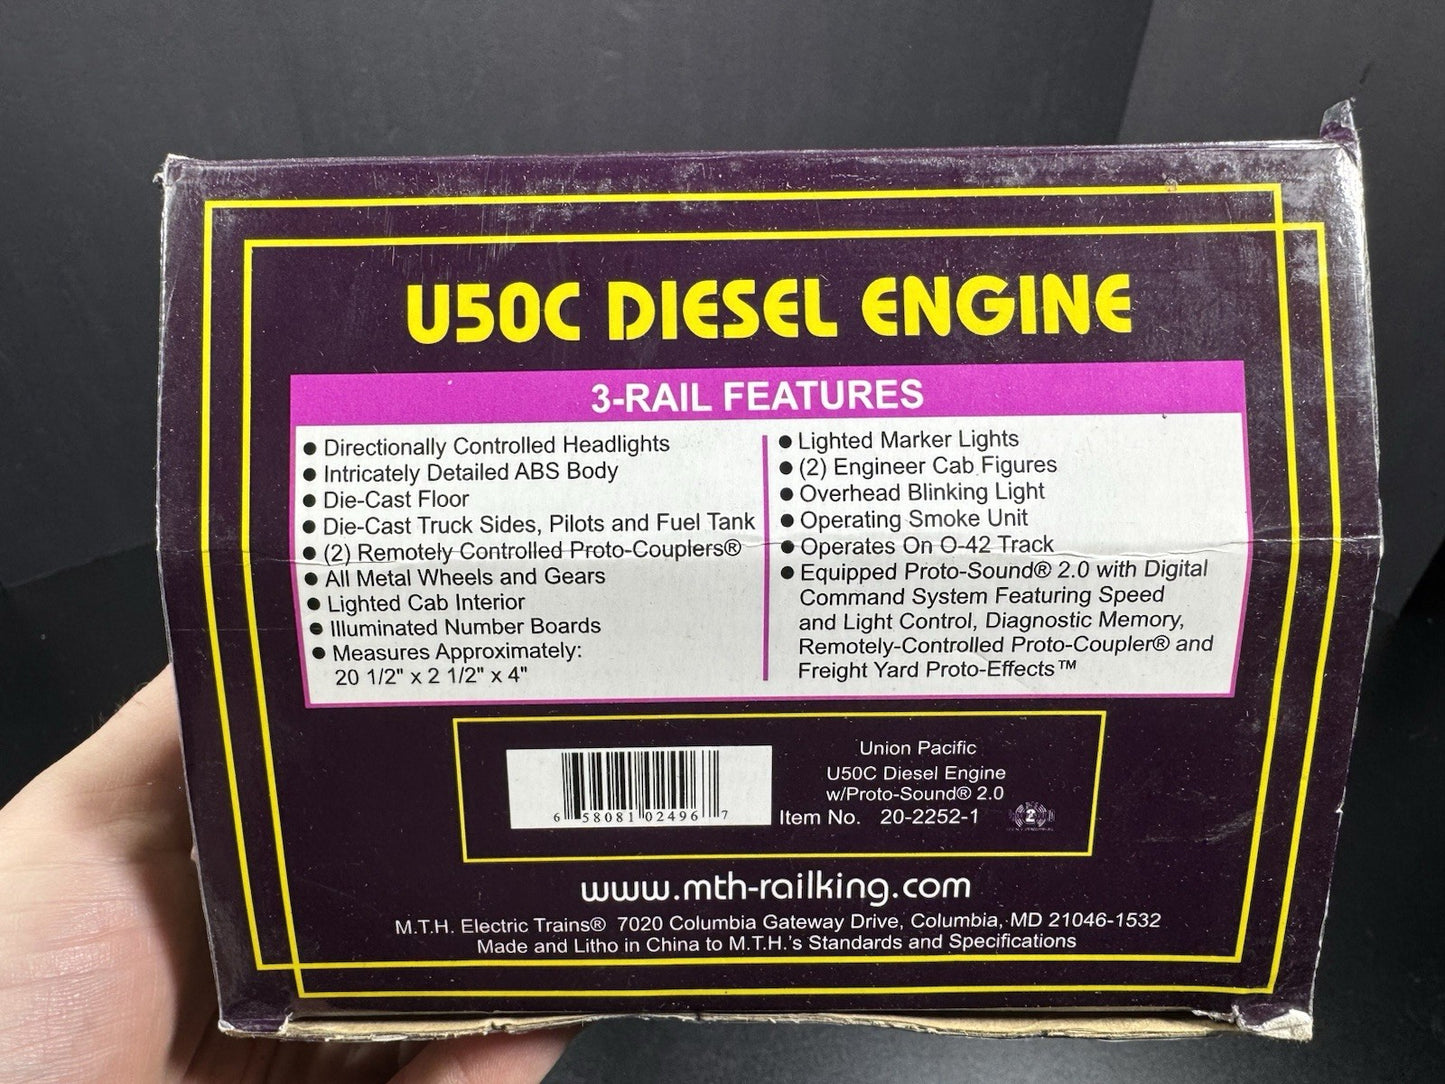 U50C DIESEL ENGINE
3-RAIL FEATURES
● Directionally Controlled Headlights
● Intricately Detailed ABS Body
● Die-Cast Floor
● Die-Cast Truck Sides, Pilots and Fuel Tank
● (2) Remotely Controlled Proto-Couplers®
● All Metal Wheels and Gears
● Lighted Cab Interior
● Illuminated Number Boards
● Measures Approximately:
20 1/2" x 2 1/2" x 4"
● Lighted Marker Lights
● (2) Engineer Cab Figures
● Overhead Blinking Light
● Operating Smoke Unit
● Operates On O-42 Track
● Equipped Proto-Sound® 2.0 with Digital
Command System Featuring Speed
and Light Control, Diagnostic Memory,
Remotely-Controlled Proto-Coupler® and
Freight Yard Proto-Effects™
6 58081 02496 7
Union Pacific
U50C Diesel Engine
w/Proto-Sound® 2.0
Item No. 20-2252-1
2
www.mth-railking.com
M.T.H. Electric Trains® 7020 Columbia Gateway Drive, Columbia, MD 21046-1532
Made and Litho in China to M.T.H.'s Standards and Specifications